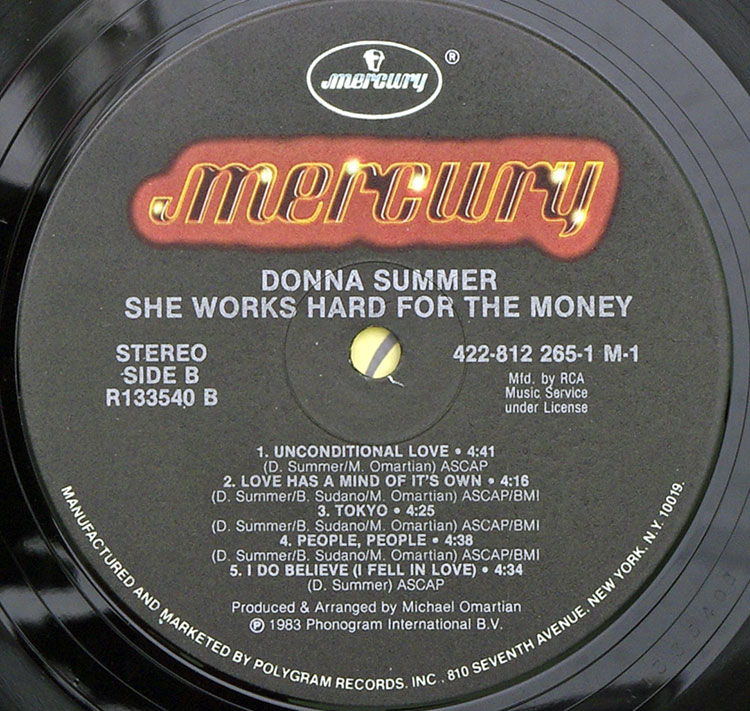 mercury ®
mercury
DONNA SUMMER
SHE WORKS HARD FOR THE MONEY
STEREO
SIDE B
R133540 B
422-812 265-1 M-1
Mfd. by RCA
Music Service
under License
1. UNCONDITIONAL LOVE • 4:41
(D. Summer/M. Omartian) ASCAP
2. LOVE HAS A MIND OF IT'S OWN • 4:16
(D. Summer/B. Sudano/M. Omartian) ASCAP/BMI
3. TOKYO • 4:25
(D. Summer/B. Sudano/M. Omartian) ASCAP/BMI
4. PEOPLE, PEOPLE • 4:38
(D. Summer/B. Sudano/M. Omartian) ASCAP/BMI
5. I DO BELIEVE (I FELL IN LOVE) • 4:34
(D. Summer) ASCAP
Produced & Arranged by Michael Omartian
℗ 1983 Phonogram International B.V.
MANUFACTURED AND MARKETED BY POLYGRAM RECORDS, INC., 810 SEVENTH AVENUE, NEW YORK, N.Y. 10019.